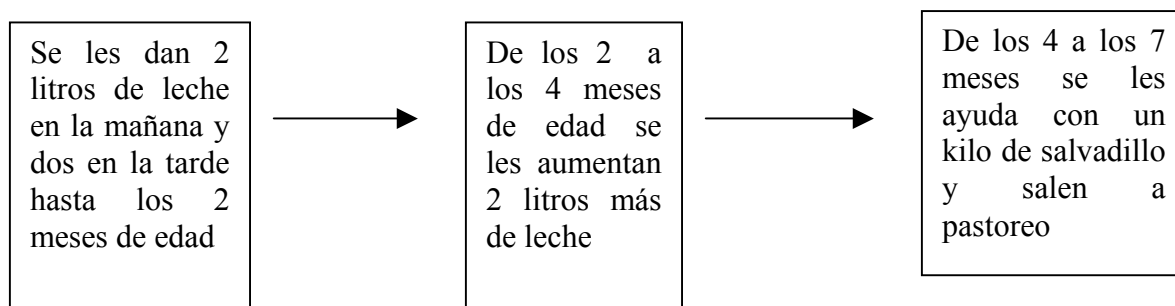 Se les dan 2
litros de leche
en la mañana y
dos en la tarde
hasta los 2
meses de edad
De los 2 a
los 4 meses
de edad se
les aumentan
2 litros más
de leche
De los 4 a los 7
meses se les
ayuda con un
kilo de salvadillo
y salen a
pastoreo